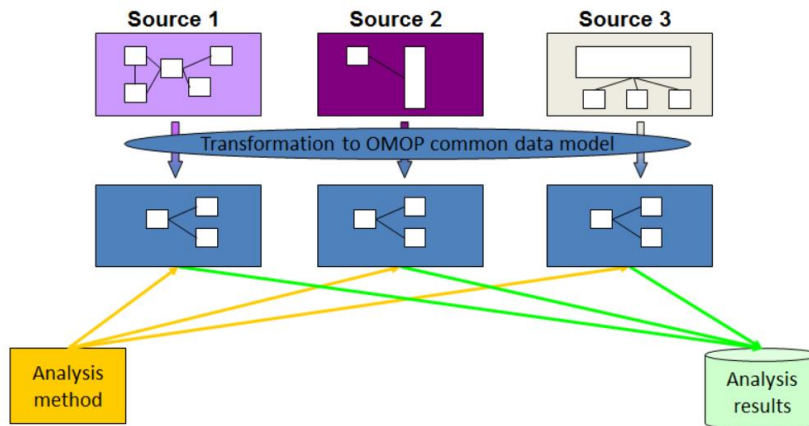 Source 1
Source 2
Source 3
Transformation to OMOP common data model
Analysis
method
Analysis
results